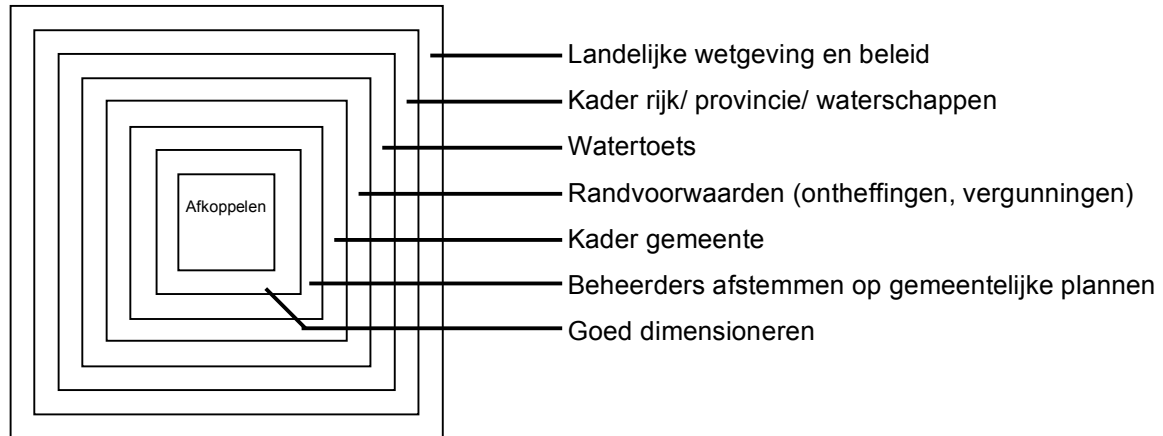 Landelijke wetgeving en beleid
Kader rijk/ provincie/ waterschappen
Watertoets
Randvoorwaarden (ontheffingen, vergunningen)
Afkoppelen
Kader gemeente
Beheerders afstemmen op gemeentelijke plannen
Goed dimensioneren